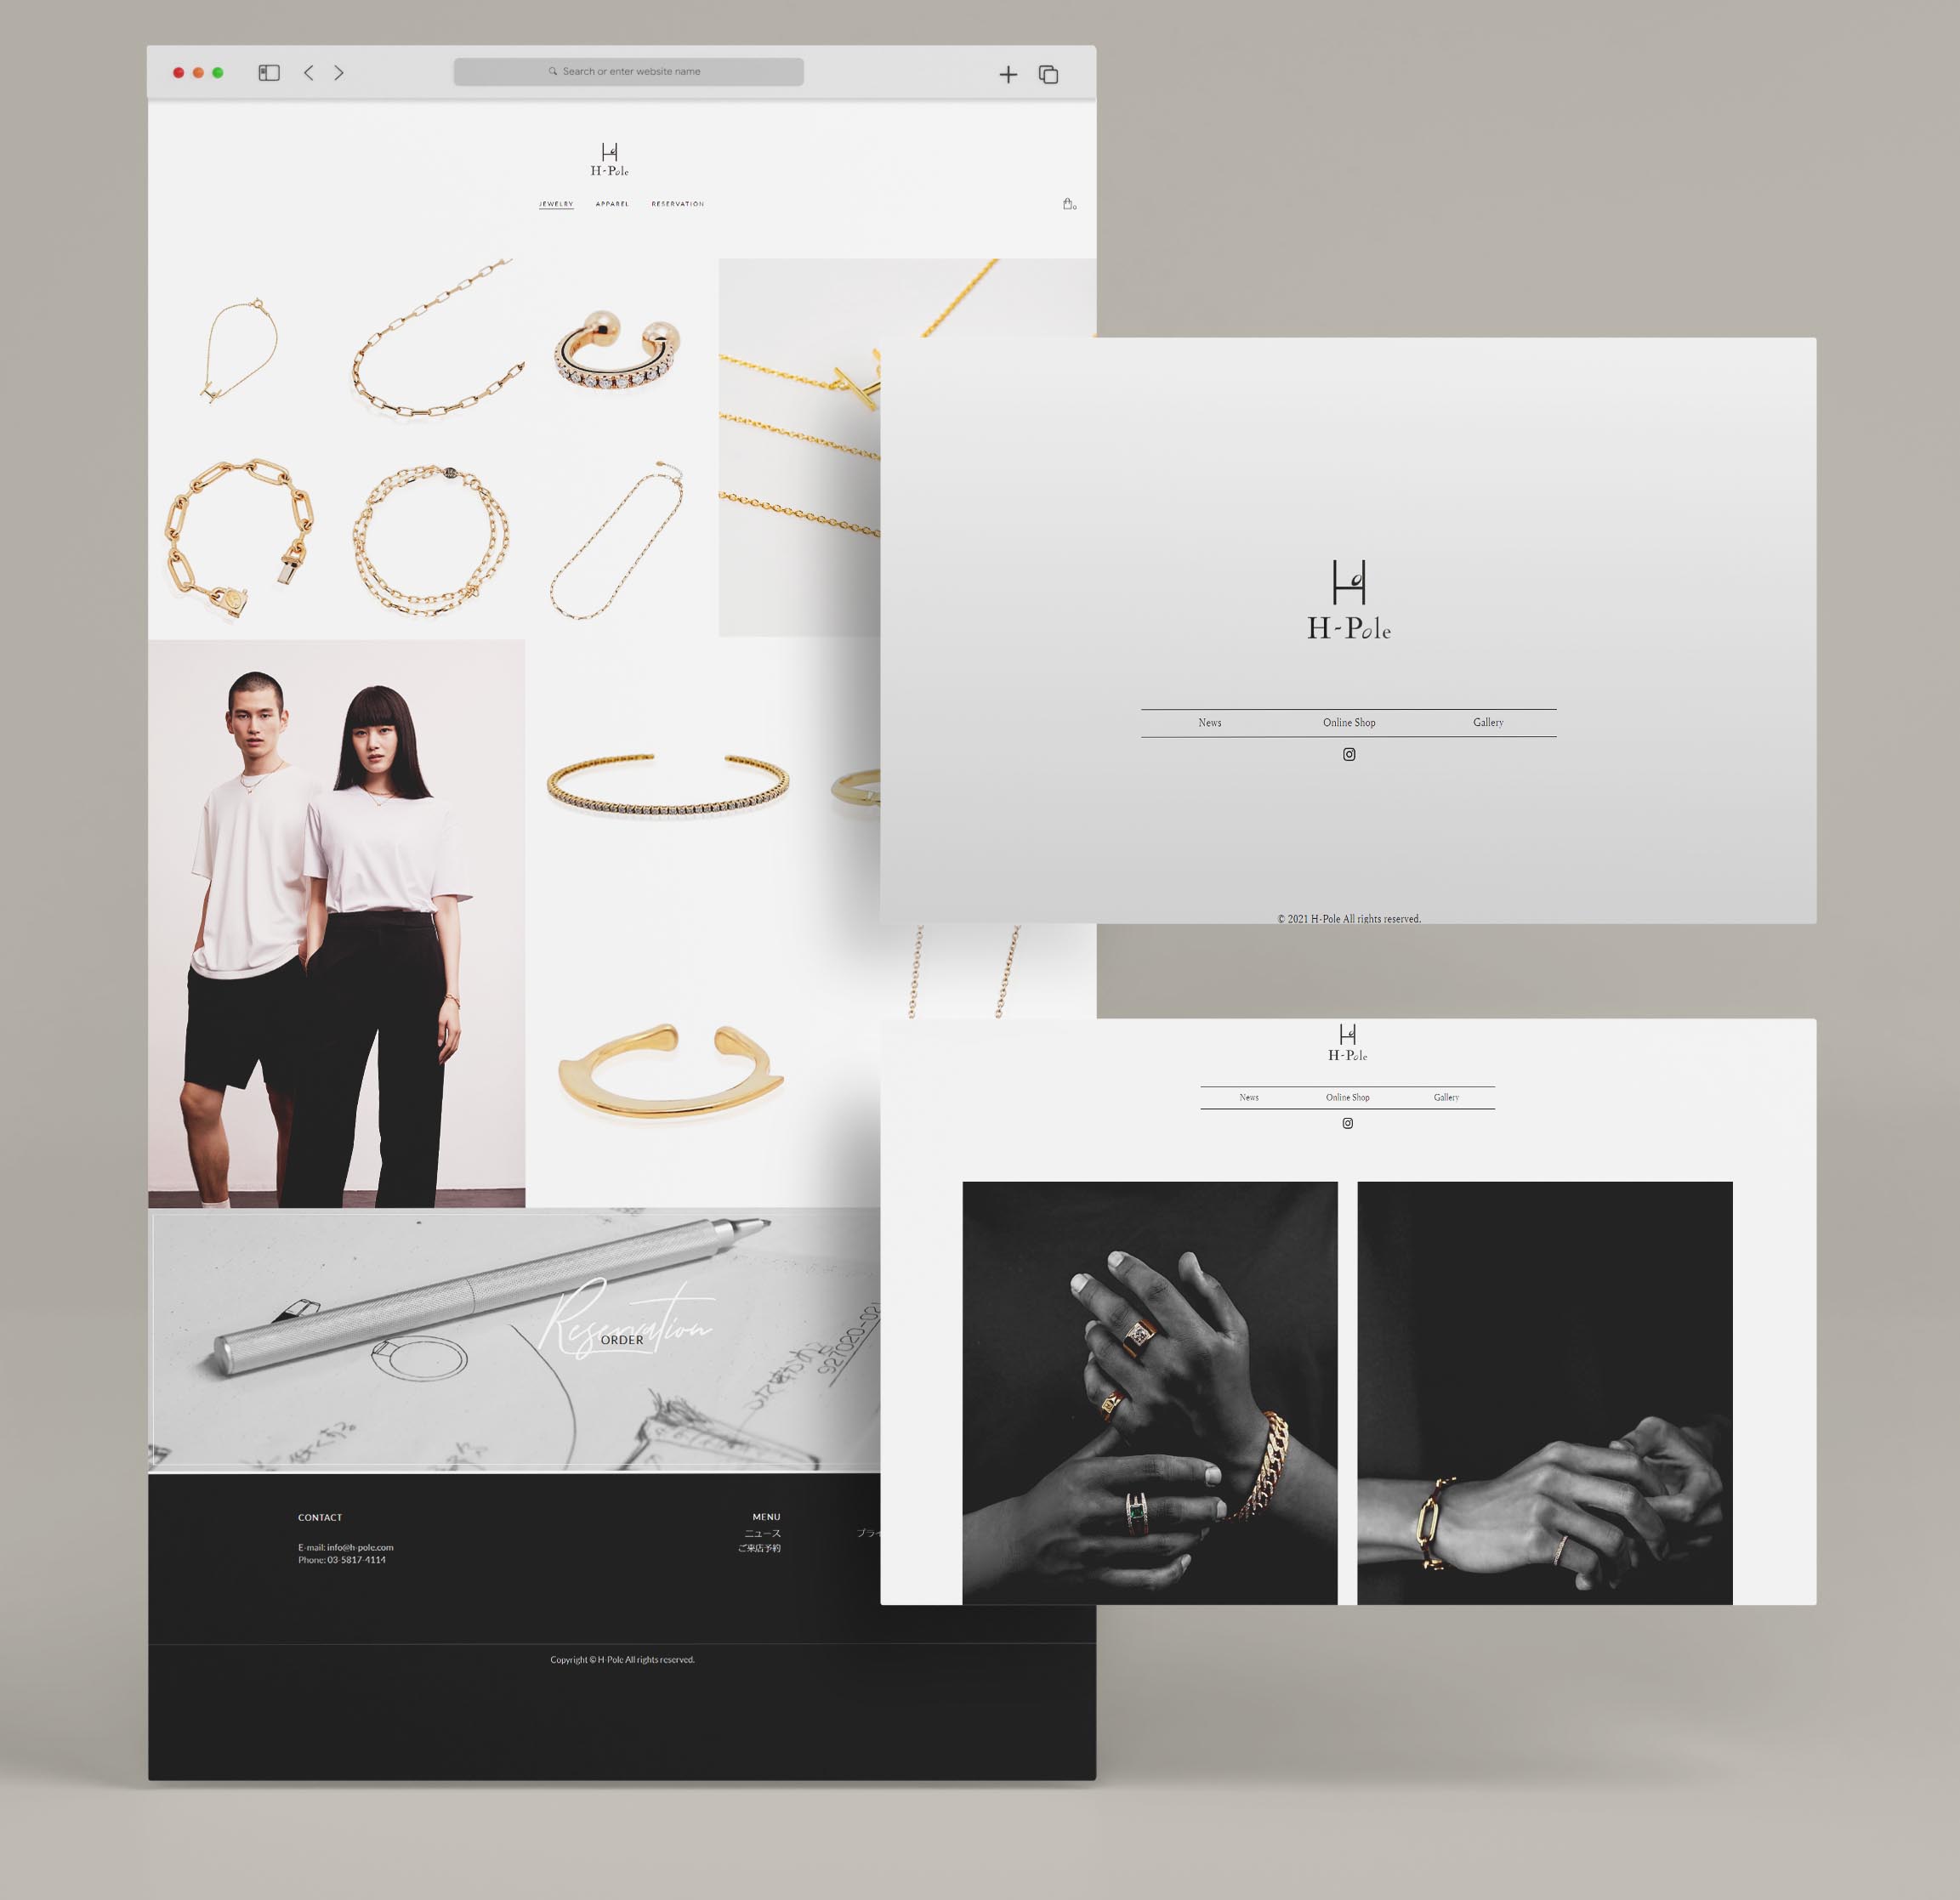 Search or enter website name
H-Pole
JEWELRY APPAREL RESERVATION
0
H-Pole
News Online Shop Gallery
© 2021 H-Pole All rights reserved.
H-Pole
News Online Shop Gallery
Reservation
ORDER
CONTACT
E-mail: info@h-pole.com
Phone: 03-5817-4114
MENU
ニュース
ご来店予約
プライ
Copyright © H-Pole All rights reserved.